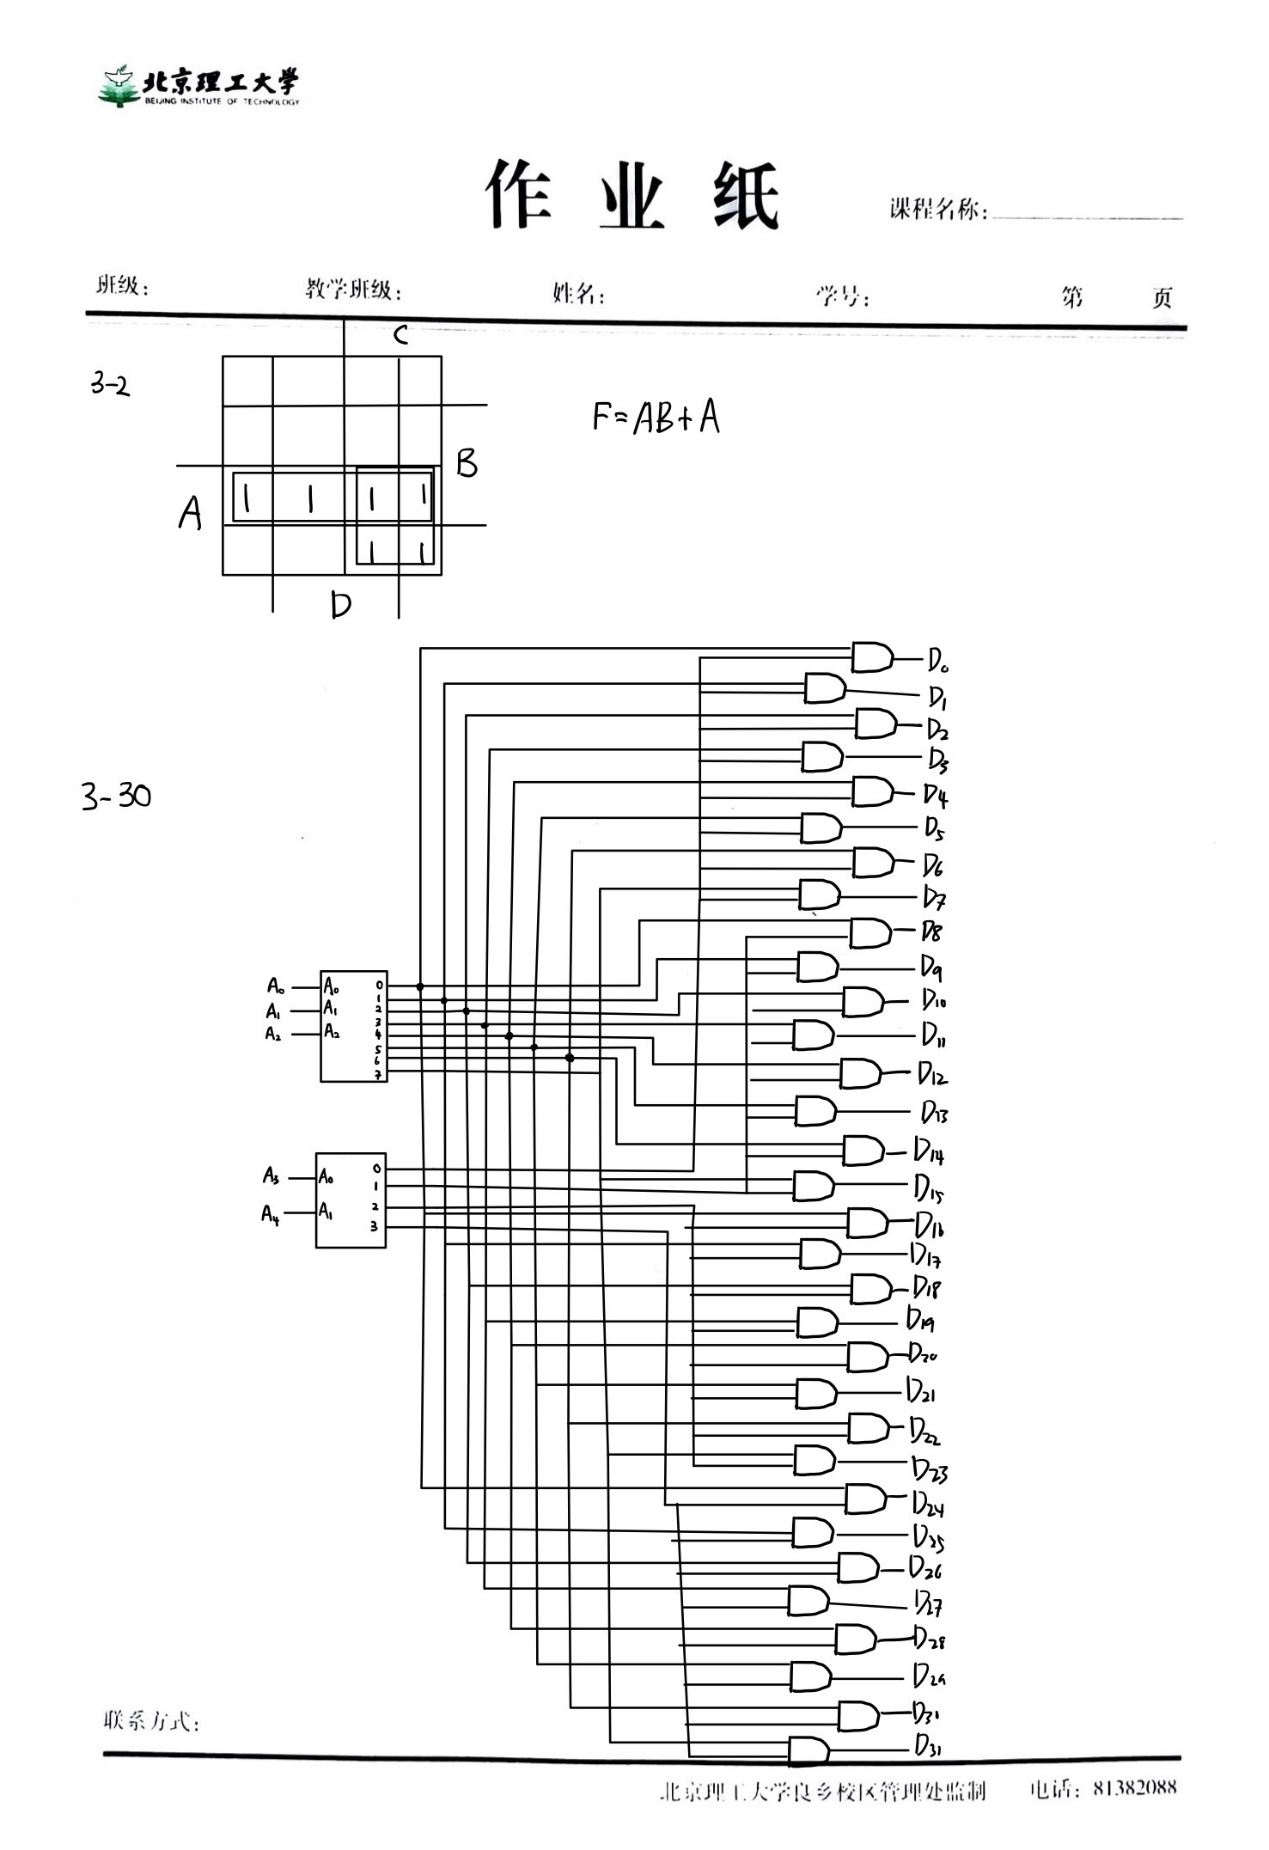 北京理工大学
BEIJING INSTITUTE OF TECHNOLOGY
作 业 纸
课程名称:
班级: 教学班级: 姓名: 学号: 第 页
C
3-2
F=AB+A
B
A
1 1 1 1
1 1
D
3-30
D₀
D₁
D₂
D₃
D₄
D₅
D₆
D₇
D₈
D₉
D₁₀
D₁₁
D₁₂
D₁₃
D₁₄
D₁₅
D₁₆
D₁₇
D₁₈
D₁₉
D₂₀
D₂₁
D₂₂
D₂₃
D₂₄
D₂₅
D₂₆
D₂₇
D₂₈
D₂₉
D₃₁
D₃₁
A₀ A₀ 0
1
A₁ A₁ 2
3
A₂ A₂ 4
5
6
7
A₃ A₀ 0
1
A₄ A₁ 2
3
联系方式:
北京理工大学良乡校区管理处监制 电话: 81382088